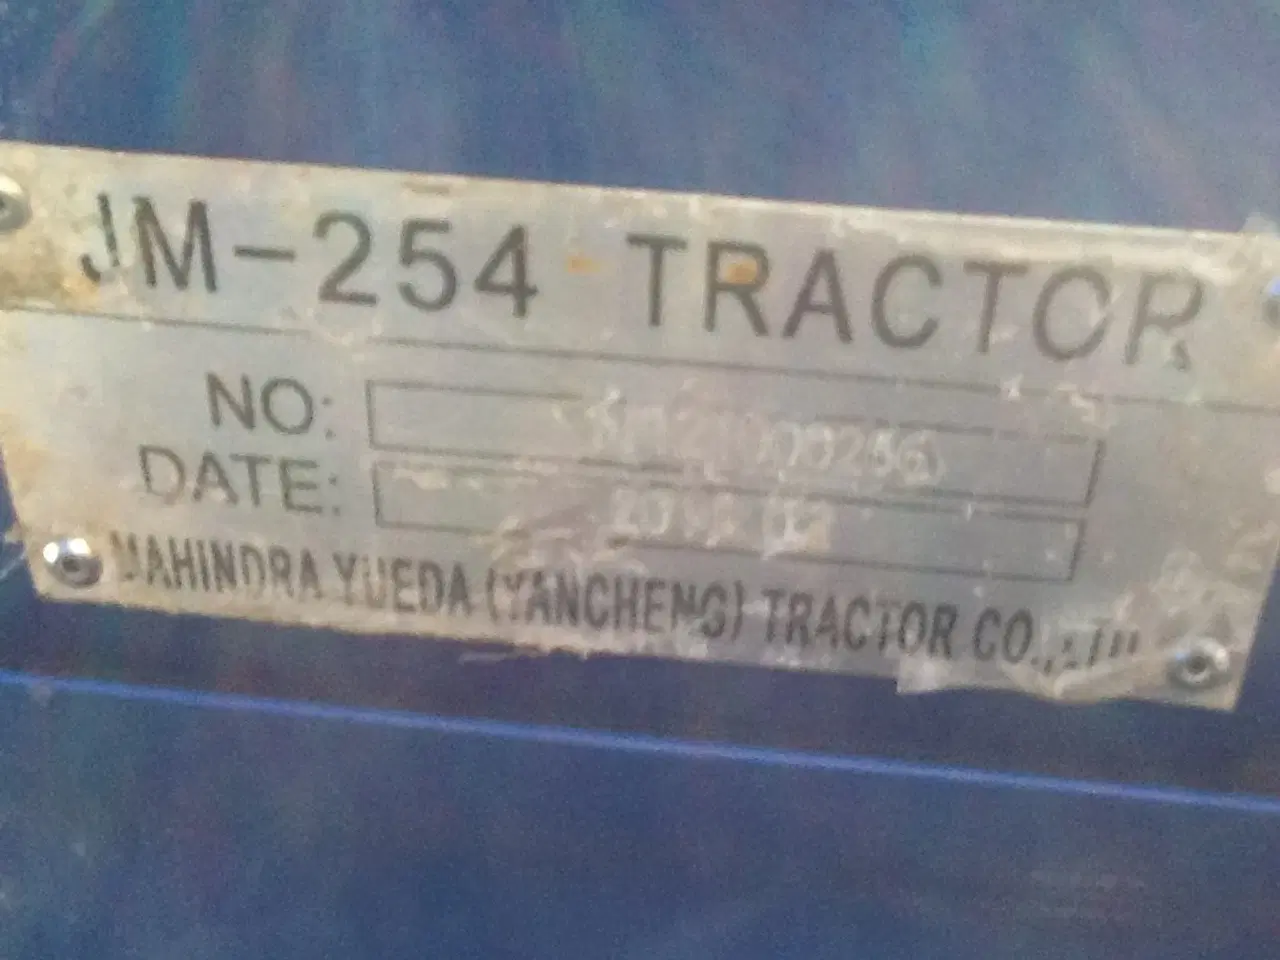 JM-254 TRACTOR
NO:
DATE:
MAHINDRA YUEDA (YANCHENG) TRACTOR CO.,LTD